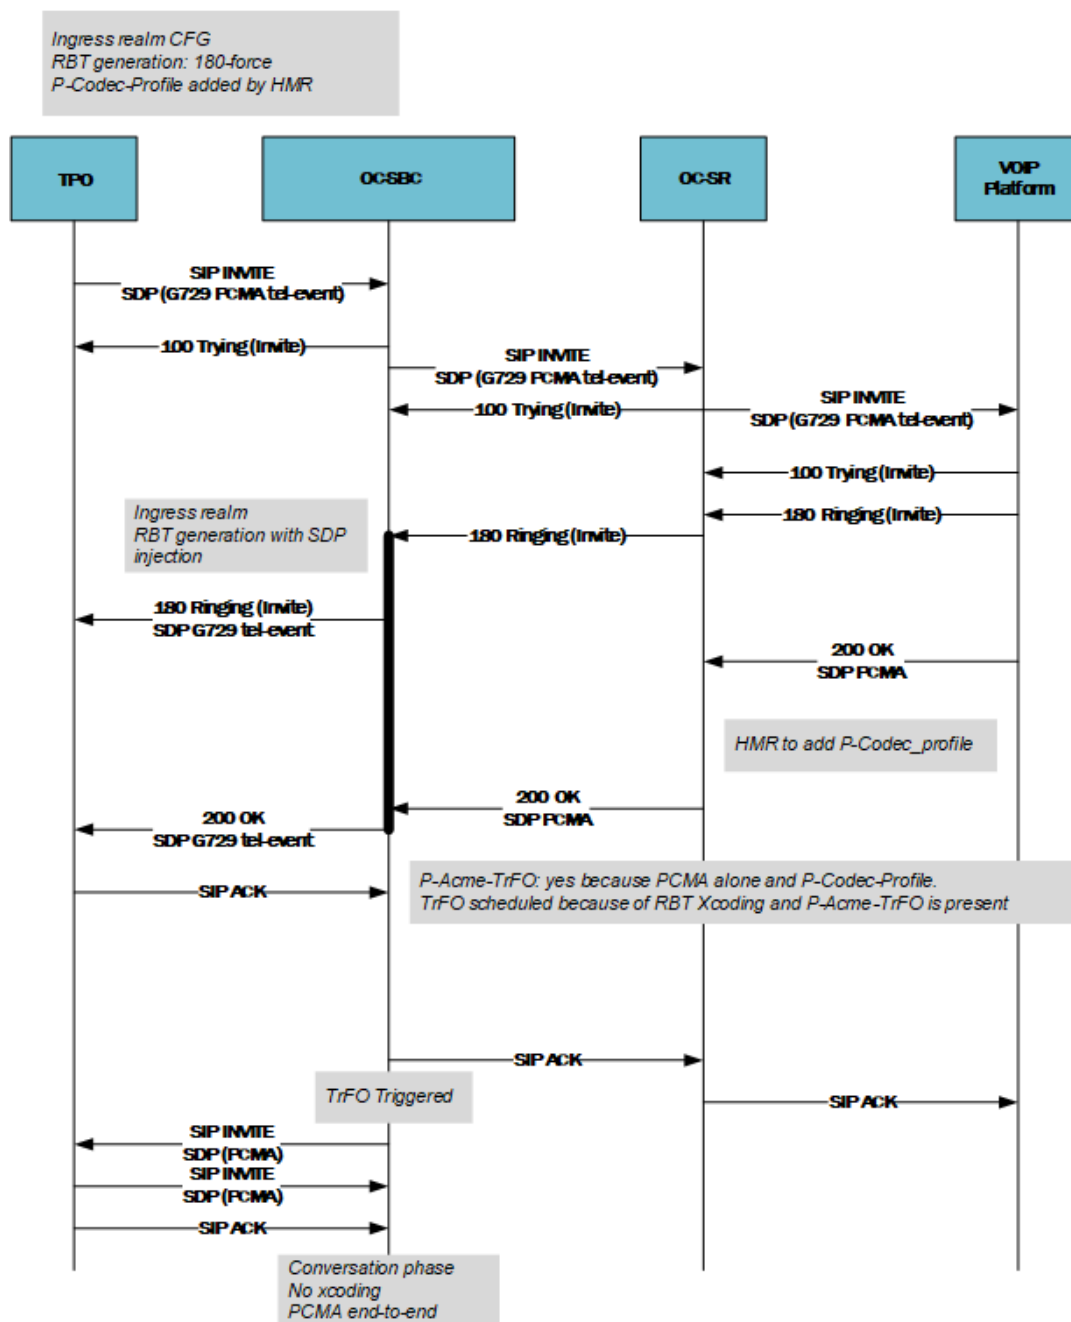 Ingress realm CFG
RBT generation: 180-force
P-Codec-Profile added by HMR
TPO
OC-SBC
OC-SR
VOIP
Platform
SIP INVITE
SDP (G729 PCMA tel-event)
100 Trying (Invite)
SIP INVITE
SDP (G729 PCMA tel-event)
100 Trying (Invite)
SIP INVITE
SDP (G729 PCMA tel-event)
100 Trying (Invite)
180 Ringing (Invite)
Ingress realm
RBT generation with SDP
injection
180 Ringing (Invite)
180 Ringing (Invite)
SDP G729 tel-event
200 OK
SDP PCMA
HMR to add P-Codec_profile
200 OK
SDP PCMA
200 OK
SDP G729 tel-event
SIP ACK
P-Acme-TrFO: yes because PCMA alone and P-Codec-Profile.
TrFO scheduled because of RBT Xcoding and P-Acme-TrFO is present
SIP ACK
TrFO Triggered
SIP ACK
SIP INVITE
SDP (PCMA)
SIP INVITE
SDP (PCMA)
SIP ACK
Conversation phase
No xcoding
PCMA end-to-end